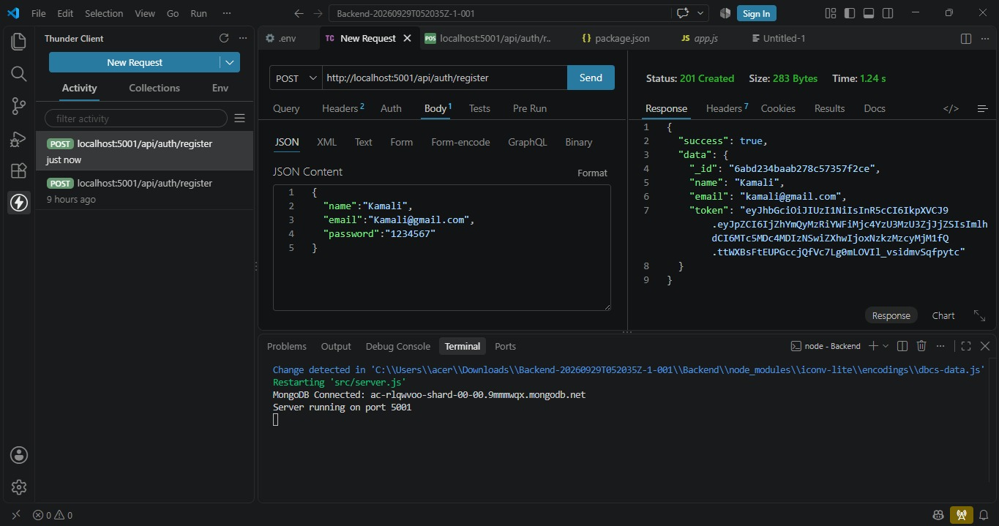 File Edit Selection View Go Run ···
Backend-20260929T052035Z-1-001
Sign In
Thunder Client
New Request
Activity Collections Env
filter activity
POST localhost:5001/api/auth/register
just now
POST localhost:5001/api/auth/register
9 hours ago
.env
TC New Request
POS localhost:5001/api/auth/r..
{} package.json
JS app.js
Untitled-1
POST http://localhost:5001/api/auth/register Send
Query Headers 2 Auth Body 1 Tests Pre Run
JSON XML Text Form Form-encode GraphQL Binary
JSON Content Format
1 {
2 "name":"Kamali",
3 "email":"Kamali@gmail.com",
4 "password":"1234567"
5 }
Status: 201 Created Size: 283 Bytes Time: 1.24 s
Response Headers 7 Cookies Results Docs </>
1 {
2 "success": true,
3 "data": {
4 "_id": "6abd234baab278c57357f2ce",
5 "name": "Kamali",
6 "email": "kamali@gmail.com",
7 "token": "eyJhbGciOiJIUzI1NiIsInR5cCI6IkpXVCJ9
.eyJpZCI6IjZhYmQyMzRiYWFiMjc4YzU3MzU3ZjJjZSIsImlh
dCI6MTc5MDc4MDIzNSwiZXhwIjoxNzkzMzcyMjM1fQ
.ttWXBsFtEUPGccjQfVc7Lg0mLOVIl_vsidmvSqfpytc"
8 }
9 }
Response Chart
Problems Output Debug Console Terminal Ports
node - Backend
Change detected in 'C:\\Users\\acer\\Downloads\\Backend-20260929T052035Z-1-001\\Backend\\node_modules\\iconv-lite\\encodings\\dbcs-data.js'
Restarting 'src/server.js'
MongoDB Connected: ac-rlqwvoo-shard-00-00.9mmmwqx.mongodb.net
Server running on port 5001
0 0